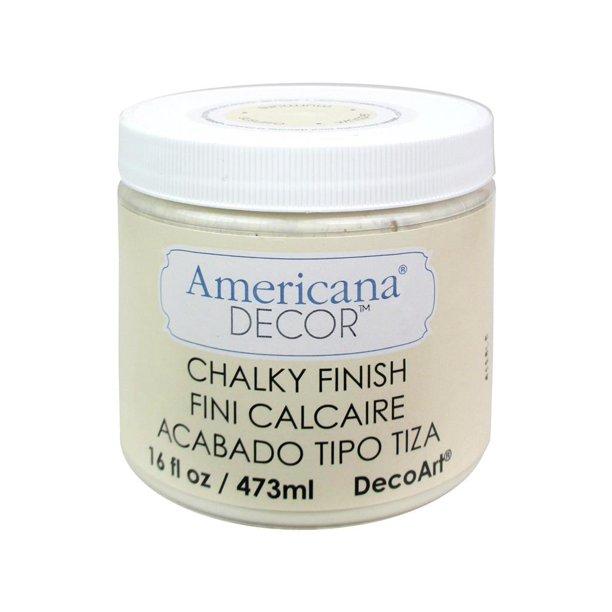 Americana®
DECOR™
CHALKY FINISH
FINI CALCAIRE
ACABADO TIPO TIZA
16 fl oz / 473ml DecoArt®